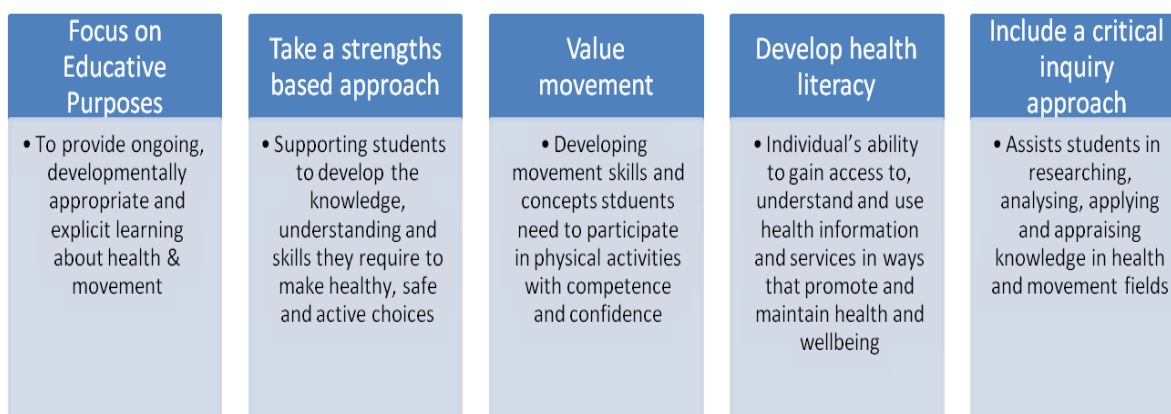 Focus on
Educative
Purposes
• To provide ongoing,
developmentally
appropriate and
explicit learning
about health &
movement
Take a strengths
based approach
• Supporting students
to develop the
knowledge,
understanding and
skills they require to
make healthy, safe
and active choices
Value
movement
• Developing
movement skills and
concepts stduents
need to participate
in physical activities
with competence
and confidence
Develop health
literacy
• Individual's ability
to gain access to,
understand and use
health information
and services in ways
that promote and
maintain health and
wellbeing
Include a critical
inquiry
approach
• Assists students in
researching,
analysing, applying
and appraising
knowledge in health
and movement fields